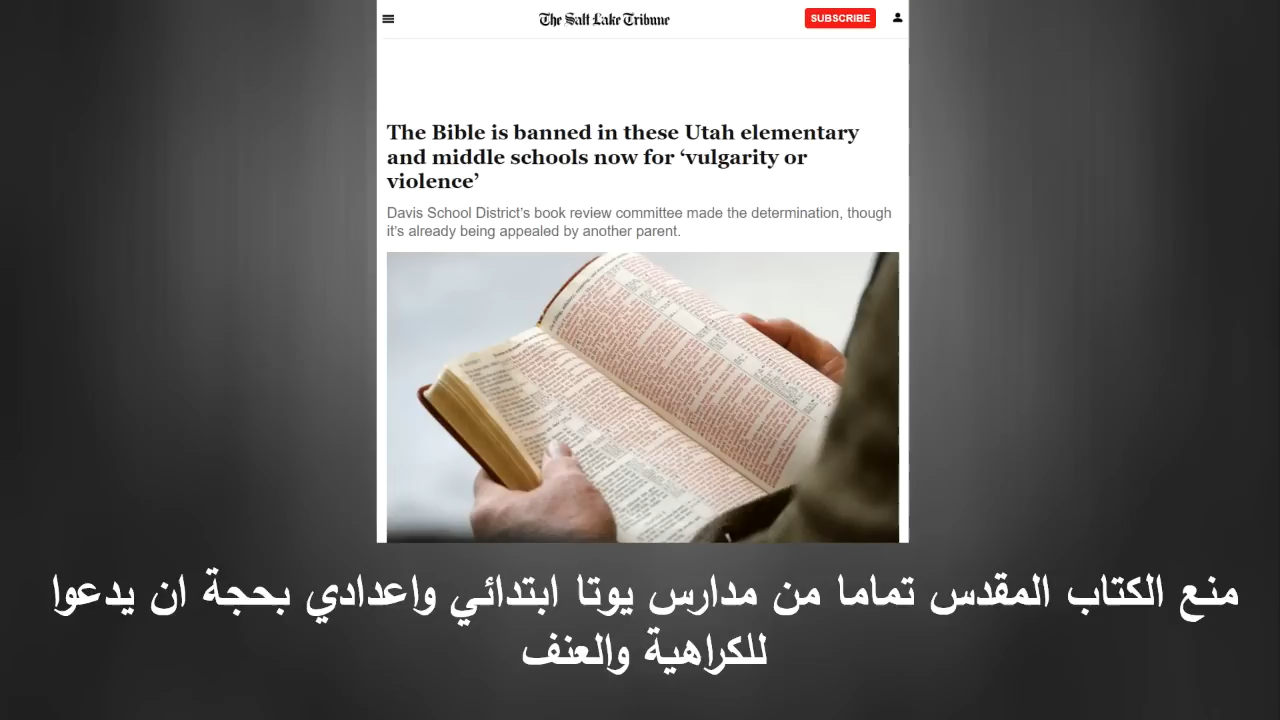 The Salt Lake Tribune
SUBSCRIBE
The Bible is banned in these Utah elementary
and middle schools now for ‘vulgarity or
violence’
Davis School District’s book review committee made the determination, though
it’s already being appealed by another parent.
منع الكتاب المقدس تماما من مدارس يوتا ابتدائي واعدادي بحجة ان يدعوا
للكراهية والعنف